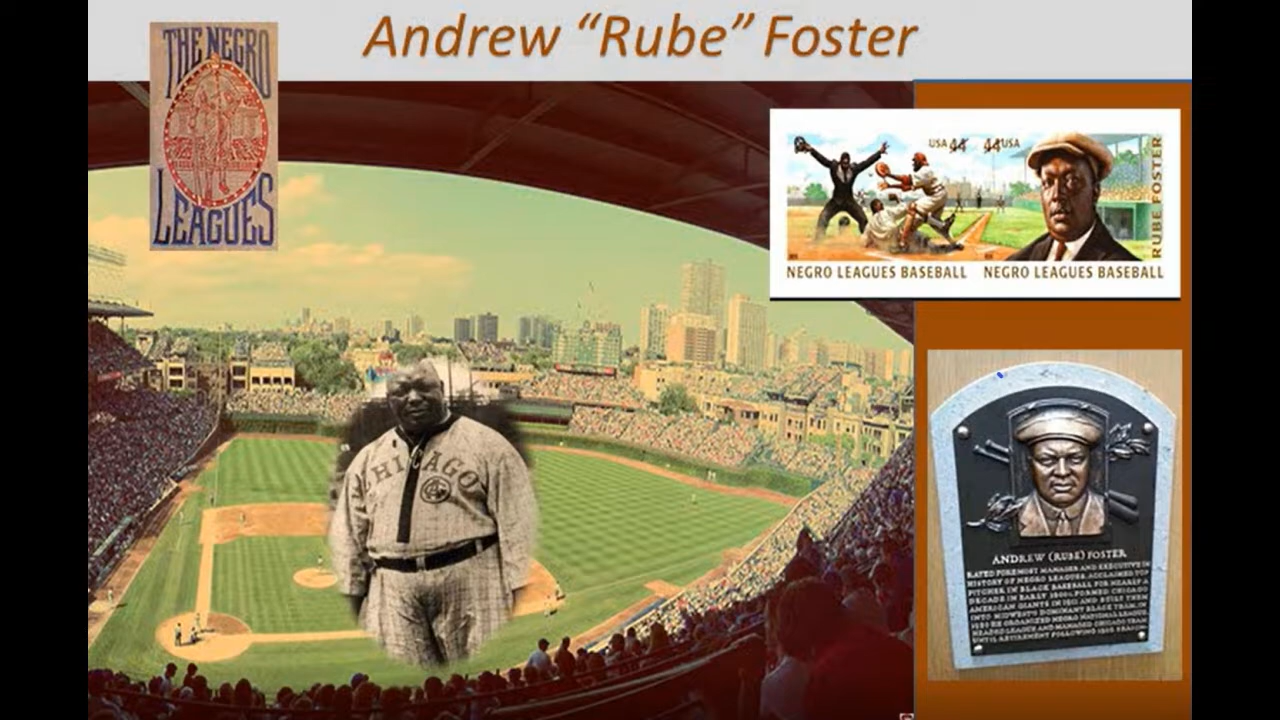 Andrew “Rube” Foster
THE NEGRO
LEAGUES
USA 44
44 USA
RUBE FOSTER
NEGRO LEAGUES BASEBALL
NEGRO LEAGUES BASEBALL
CHICAGO
ANDREW (RUBE) FOSTER
RATED FOREMOST MANAGER AND EXECUTIVE IN
HISTORY OF NEGRO LEAGUES. ACCLAIMED TOP
PITCHER IN BLACK BASEBALL FOR NEARLY A
DECADE IN EARLY 1900s. FORMED CHICAGO
AMERICAN GIANTS IN 1911 AND BUILT THEM
INTO MIDWEST'S DOMINANT BLACK TEAM. IN
1920 HE ORGANIZED NEGRO NATIONAL LEAGUE.
HEADED LEAGUE AND MANAGED CHICAGO TEAM
UNTIL RETIREMENT FOLLOWING 1926 SEASON.